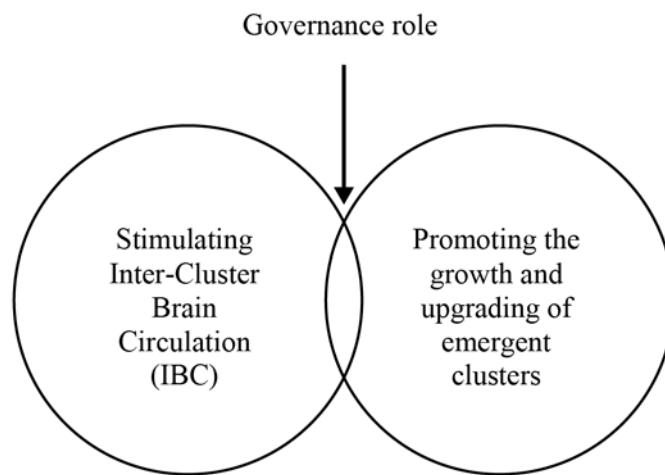 Governance role
Stimulating
Inter-Cluster
Brain
Circulation
(IBC)
Promoting the
growth and
upgrading of
emergent
clusters